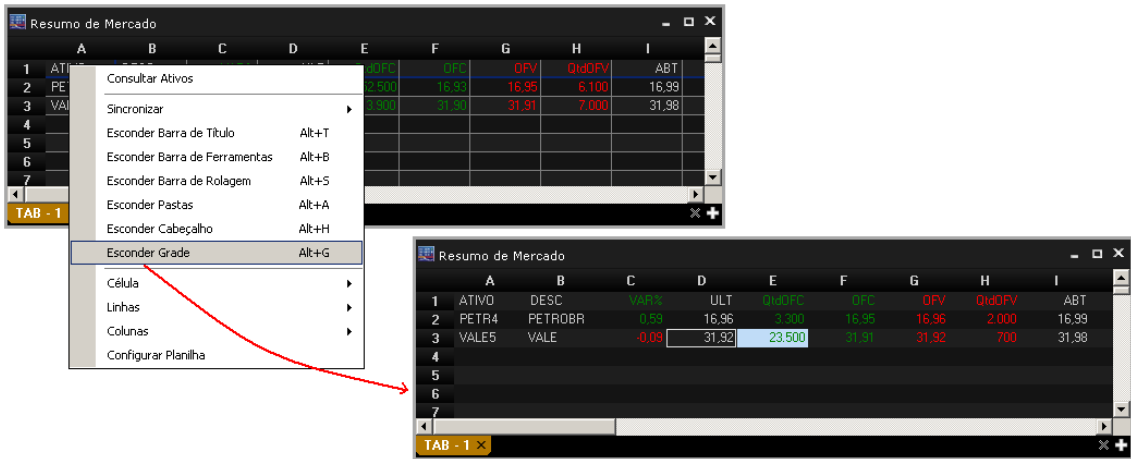 Resumo de Mercado
A B C D E F G H I
1 OFC OFV QtdOFV ABT
2 16,93 16,95 6.100 16,99
3 3.900 31,90 31,91 7.000 31,98
4
5
6
7
TAB - 1
Consultar Ativos
Sincronizar
Esconder Barra de Título Alt+T
Esconder Barra de Ferramentas Alt+B
Esconder Barra de Rolagem Alt+S
Esconder Pastas Alt+A
Esconder Cabeçalho Alt+H
Esconder Grade Alt+G
Célula
Linhas
Colunas
Configurar Planilha
Resumo de Mercado
A B C D E F G H I
1 ATIVO DESC VAR% ULT QtdOFC OFC OFV QtdOFV ABT
2 PETR4 PETROBR 0,59 16,96 3.300 16,95 16,96 2.000 16,99
3 VALE5 VALE -0,09 31,92 23.500 31,91 31,92 700 31,98
4
5
6
7
TAB - 1